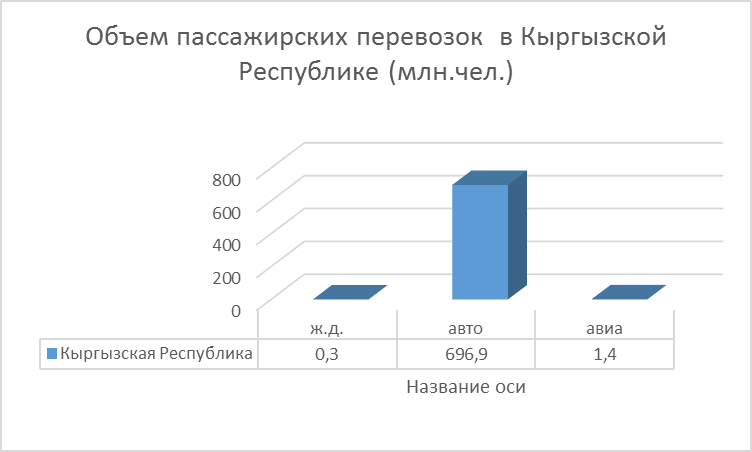 Объем пассажирских перевозок в Кыргызской
Республике (млн.чел.)
800
600
400
200
0
ж.д. авто авиа
Кыргызская Республика 0,3 696,9 1,4
Название оси